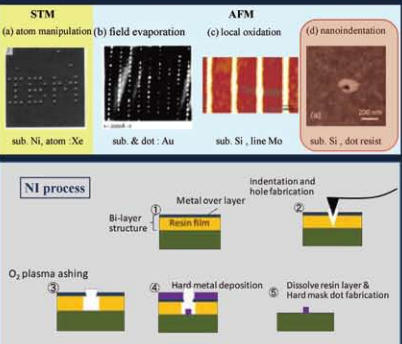 STM
AFM
(a) atom manipulation
(b) field evaporation
(c) local oxidation
(d) nanoindentation
(a)
200 nm
sub. Ni, atom :Xe
sub. & dot : Au
sub. Si , line Mo
sub. Si , dot resist
NI process
Indentation and
hole fabrication
Metal over layer
①
②
Bi-layer
structure
Resin film
O₂ plasma ashing
Hard metal deposition
Dissolve resin layer &
Hard mask dot fabrication
③
④
⑤